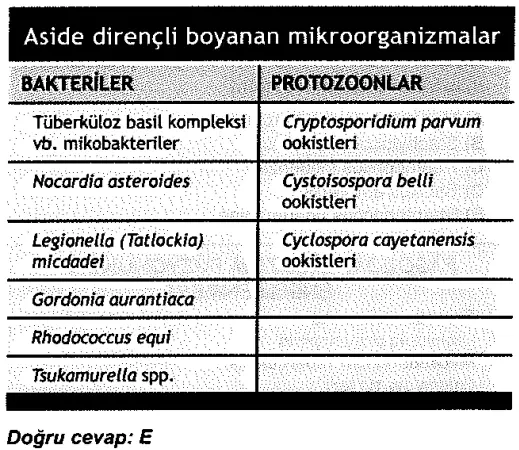 Aside dirençli boyanan mikroorganizmalar
BAKTERİLER
PROTOZOONLAR
Tüberküloz basil kompleksi
vb. mikobakteriler
Cryptosporidium parvum
ookistleri
Nocardia asteroides
Cystoisospora belli
ookistleri
Legionella (Tatlockia)
micdadei
Cyclospora cayetanensis
ookistleri
Gordonia aurantiaca
Rhodococcus equi
Tsukamurella spp.
Doğru cevap: E